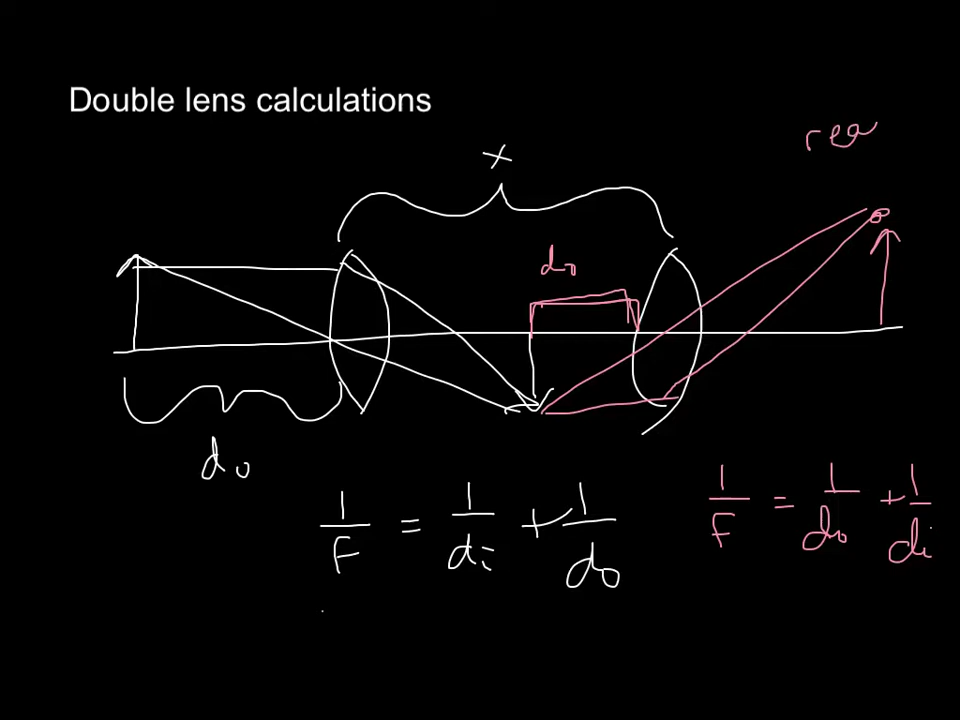 Double lens calculations
rea
x
do
do
1/F = 1/di + 1/do
1/F = 1/do + 1/di